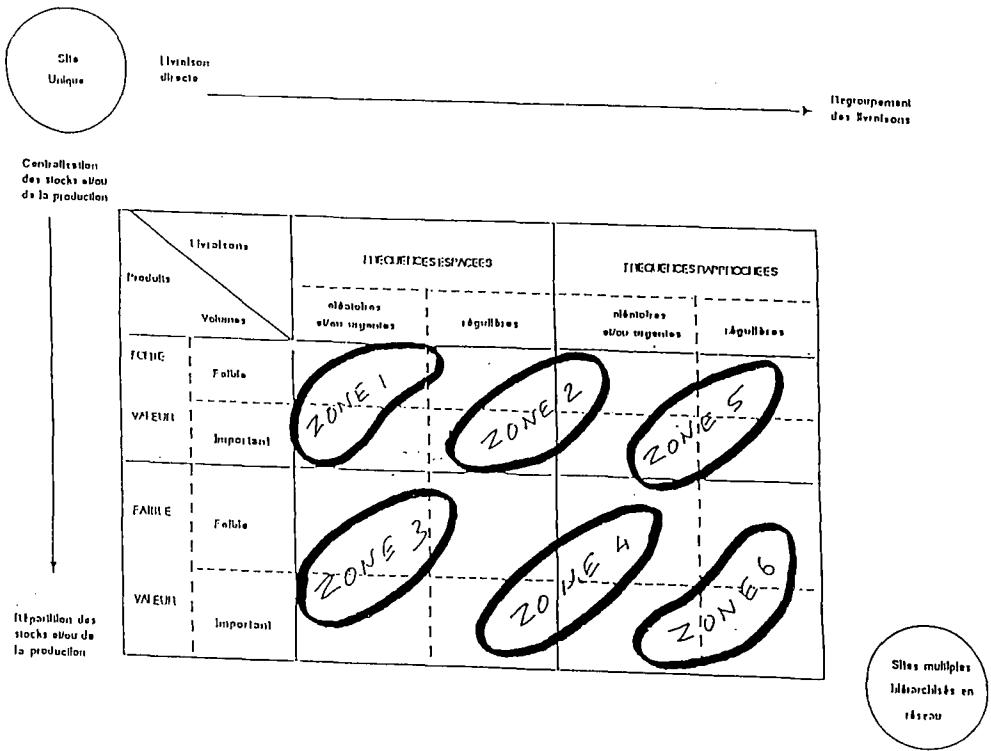 Site
Unique
Livraison
directe
Regroupement
des livraisons
Centralisation
des stocks et/ou
de la production
Livraisons
Produits
Volumes
FREQUENCES ESPACEES
FREQUENCES RAPPROCHEES
aléatoires
et/ou urgentes
régulières
aléatoires
et/ou urgentes
régulières
FORTE
Faible
VALEUR
Important
ZONE 1
ZONE 2
ZONE 5
FAIBLE
Faible
VALEUR
Important
ZONE 3
ZONE 4
ZONE 6
Répartition des
stocks et/ou de
la production
Sites multiples
hiérarchisés en
réseau